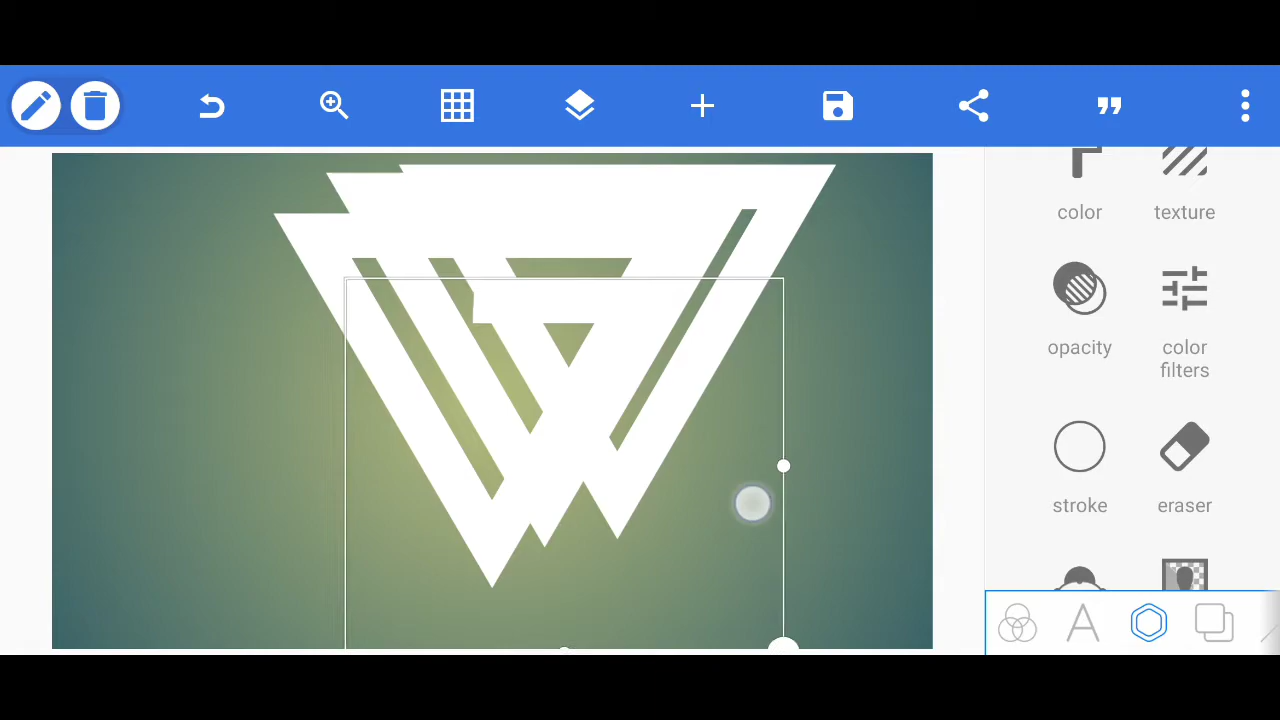 color texture
opacity color
filters
stroke eraser